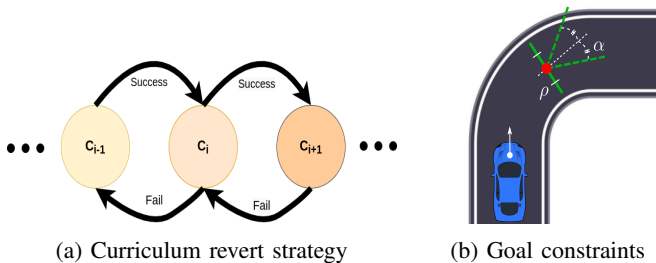 Success
Success
C_{i-1}
C_i
C_{i+1}
Fail
Fail
α
ρ
(a) Curriculum revert strategy
(b) Goal constraints